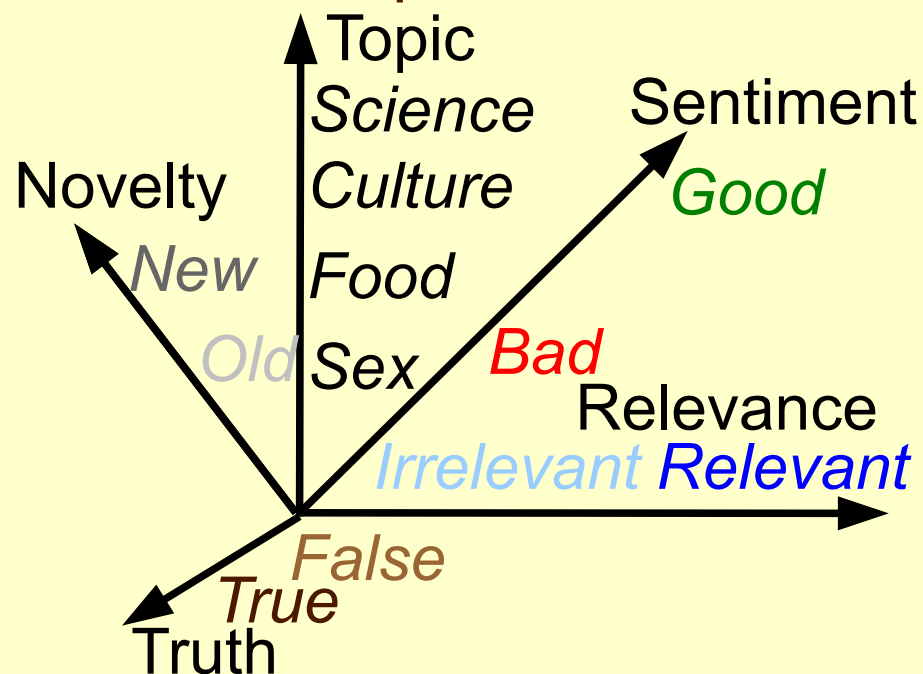 Topic
Science
Sentiment
Culture
Novelty
Good
New
Food
Old
Sex
Bad
Relevance
Irrelevant Relevant
False
True
Truth